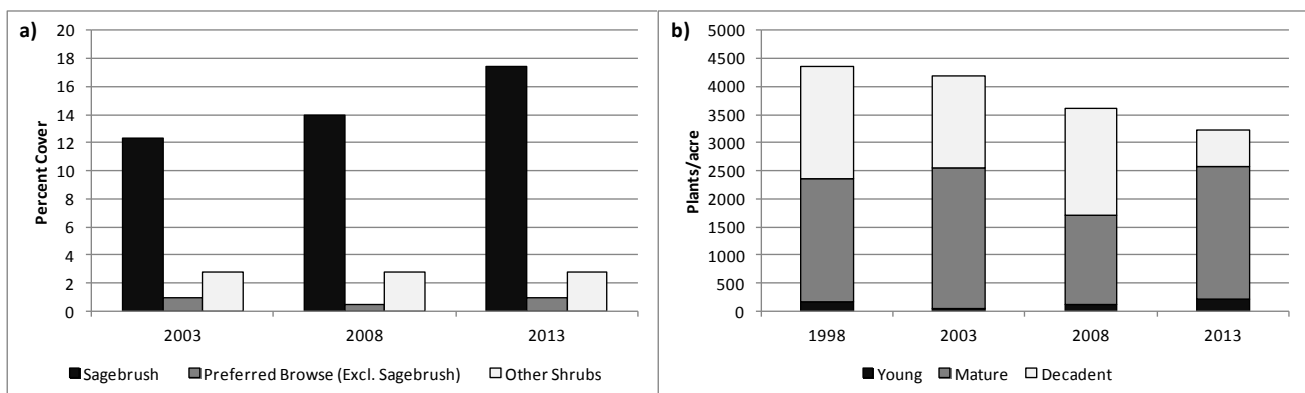 a)
Percent Cover
20
18
16
14
12
10
8
6
4
2
0
2003 2008 2013
Sagebrush Preferred Browse (Excl. Sagebrush) Other Shrubs
b)
Plants/acre
5000
4500
4000
3500
3000
2500
2000
1500
1000
500
0
1998 2003 2008 2013
Young Mature Decadent